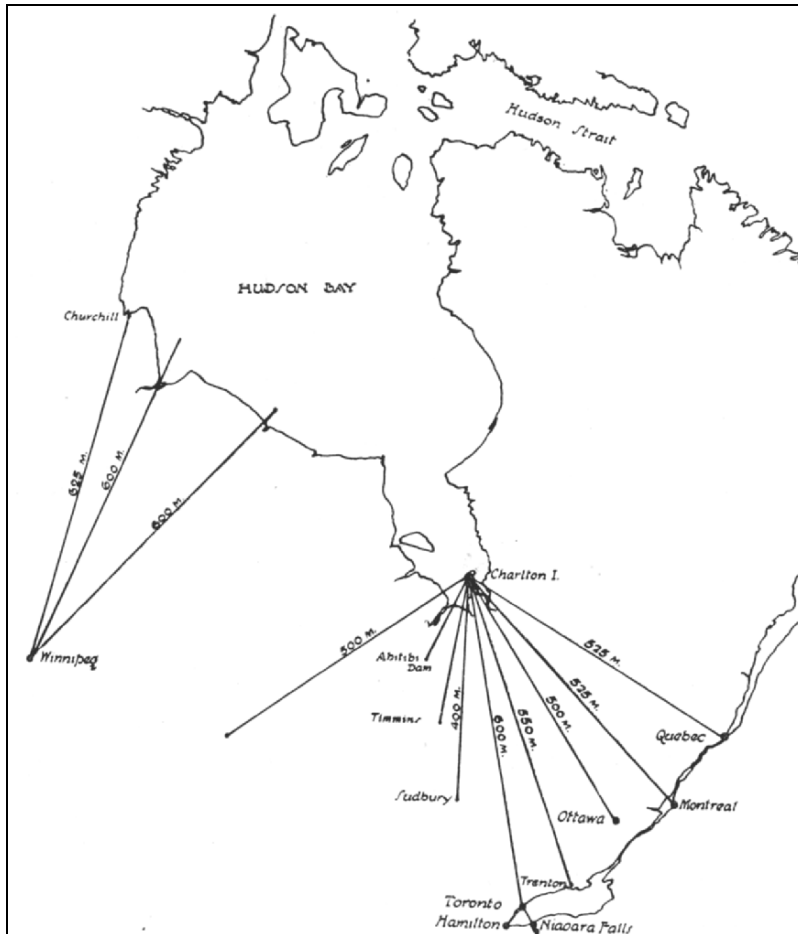 Hudson Strait
HUDSON BAY
Churchill
625 M.
600 M.
600 M.
Charlton I.
500 M.
525 M.
Winnipeg
Abitibi
Dam
525 M.
400 M.
500 M.
550 M.
600 M.
Timmins
Quebec
Sudbury
Montreal
Ottawa
Trenton
Toronto
Hamilton
Niagara Falls